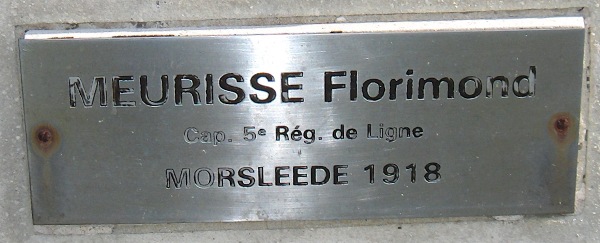 MEURISSE Florimond
Cap. 5e Rég. de Ligne
MORSLEEDE 1918